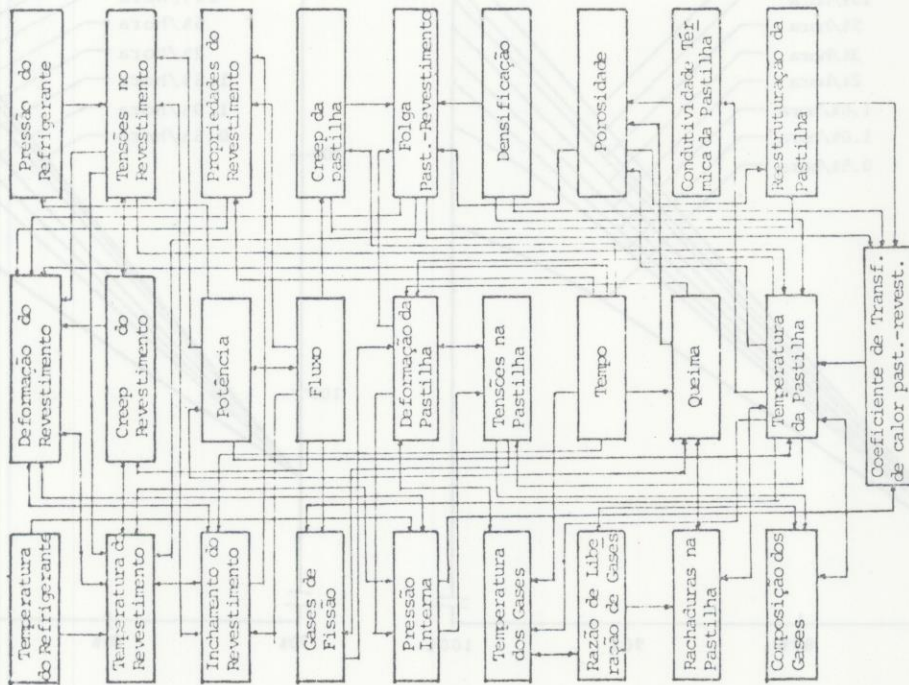 Temperatura
do Refrigerante
Temperatura do
Revestimento
Inchamento do
Revestimento
Gases de
Fissão
Pressão
Interna
Temperatura
dos Gases
Razão de Libe
ração de Gases
Rachaduras na
Pastilha
Composição dos
Gases
Deformação do
Revestimento
Creep do
Revestimento
Potência
Fluxo
Deformação da
Pastilha
Tensões na
Pastilha
Tempo
Queima
Temperatura
da Pastilha
Coeficiente de Transf.
de calor past.-revest.
Pressão do
Refrigerante
Tensões no
Revestimento
Propriedades do
Revestimento
Creep da
Pastilha
Folga
Past.-Revestimento
Densificação
Porosidade
Condutividade Tér
mica da Pastilha
Reestruturação da
Pastilha